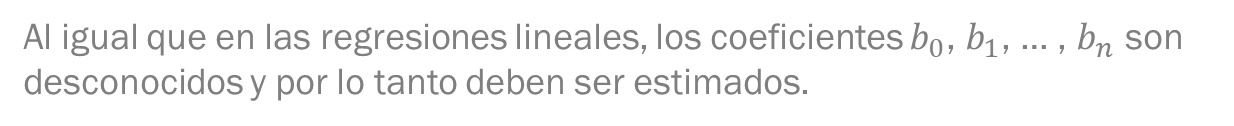 Al igual que en las regresiones lineales, los coeficientes 𝑏₀, 𝑏₁, … , 𝑏ₙ son
desconocidos y por lo tanto deben ser estimados.